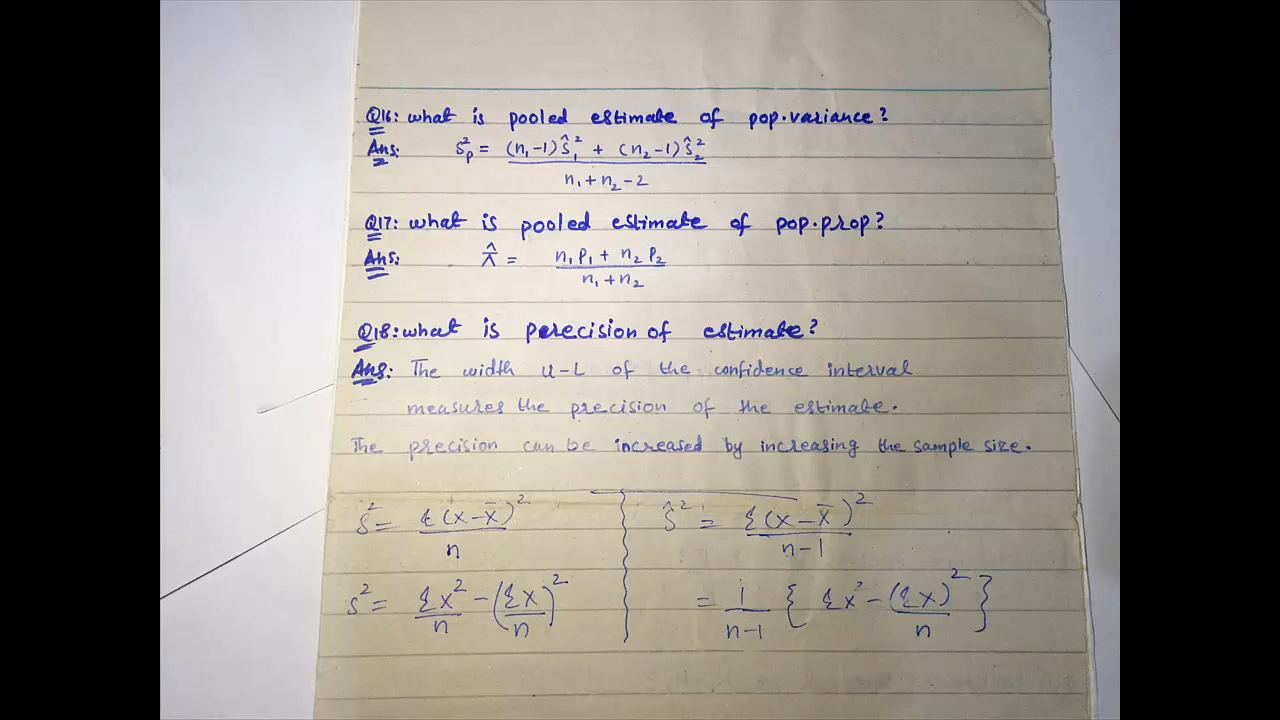 Q16: what is pooled estimate of pop.variance?
Ans: S²p = (n₁-1)Ŝ₁² + (n₂-1)Ŝ₂²
n₁+n₂-2
Q17: what is pooled estimate of pop.prop?
Ans: π̂ = n₁P₁ + n₂P₂
n₁+n₂
Q18: what is perecision of estimate?
Ans: The width u-L of the confidence interval
measures the precision of the estimate.
The precision can be increased by increasing the sample size.
S² = Σ(x-x̄)² Ŝ² = Σ(x-x̄)²
n n-1
s² = Σx² - (Σx)² = 1 { Σx² - (Σx)² }
n n n-1 n